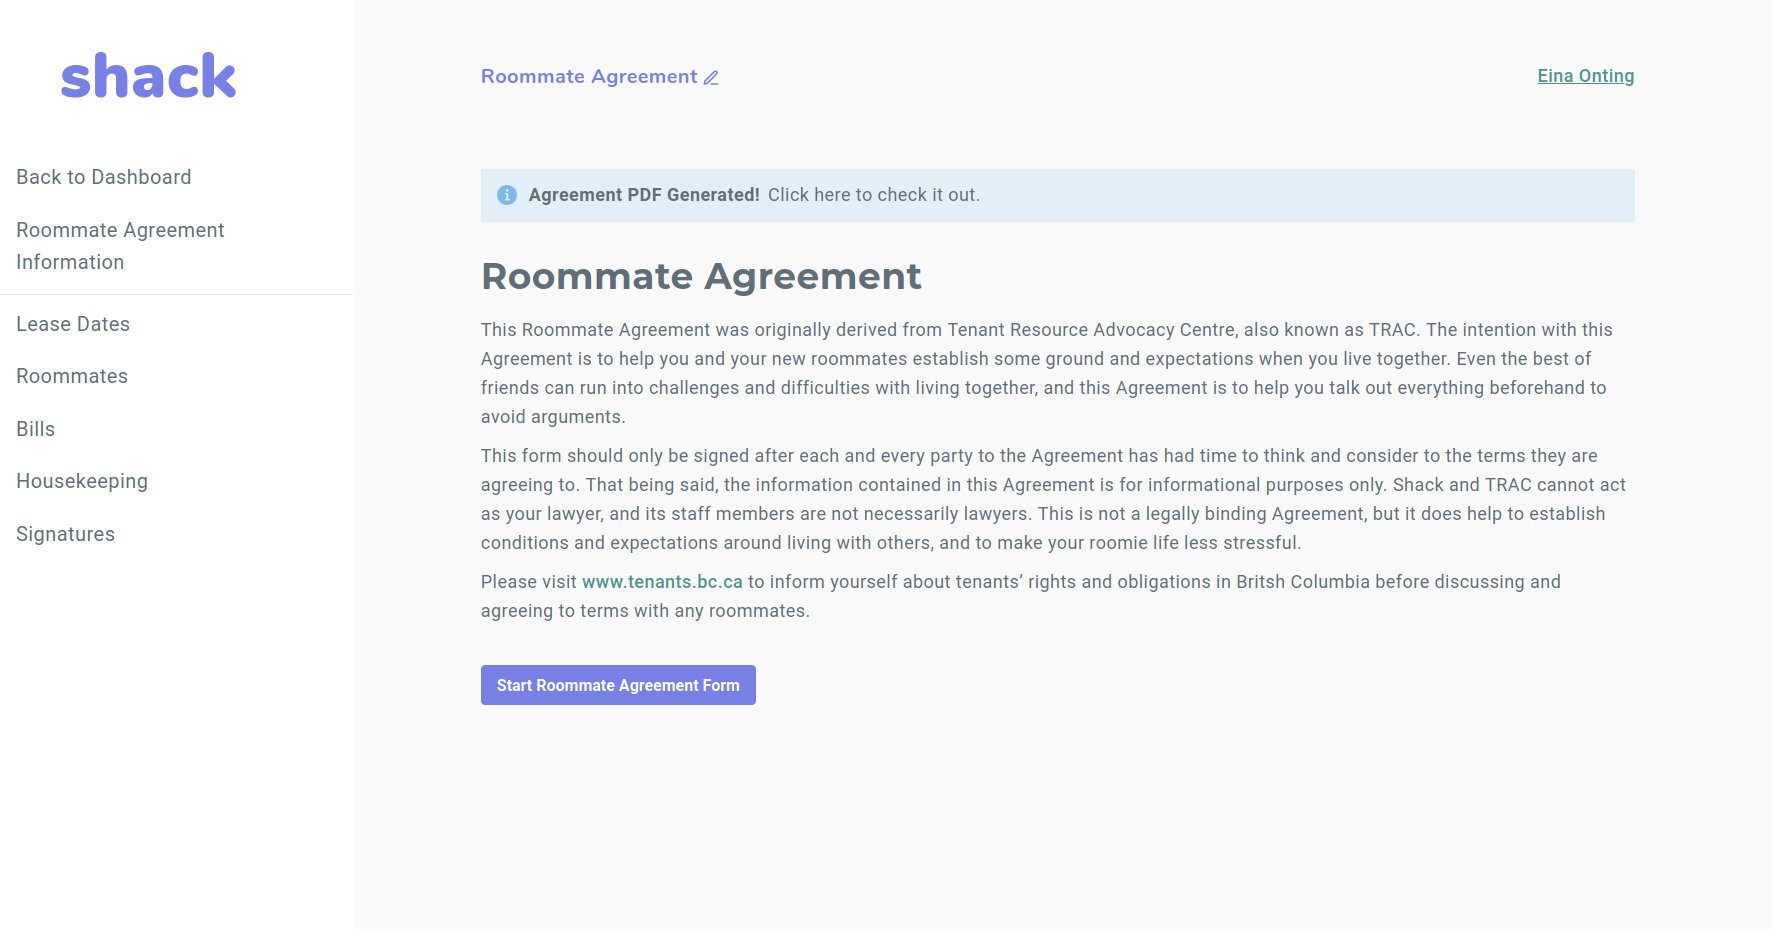 shack
Back to Dashboard
Roommate Agreement
Information
Lease Dates
Roommates
Bills
Housekeeping
Signatures
Roommate Agreement
Eina Onting
Agreement PDF Generated! Click here to check it out.
Roommate Agreement
This Roommate Agreement was originally derived from Tenant Resource Advocacy Centre, also known as TRAC. The intention with this
Agreement is to help you and your new roommates establish some ground and expectations when you live together. Even the best of
friends can run into challenges and difficulties with living together, and this Agreement is to help you talk out everything beforehand to
avoid arguments.
This form should only be signed after each and every party to the Agreement has had time to think and consider to the terms they are
agreeing to. That being said, the information contained in this Agreement is for informational purposes only. Shack and TRAC cannot act
as your lawyer, and its staff members are not necessarily lawyers. This is not a legally binding Agreement, but it does help to establish
conditions and expectations around living with others, and to make your roomie life less stressful.
Please visit www.tenants.bc.ca to inform yourself about tenants’ rights and obligations in Britsh Columbia before discussing and
agreeing to terms with any roommates.
Start Roommate Agreement Form